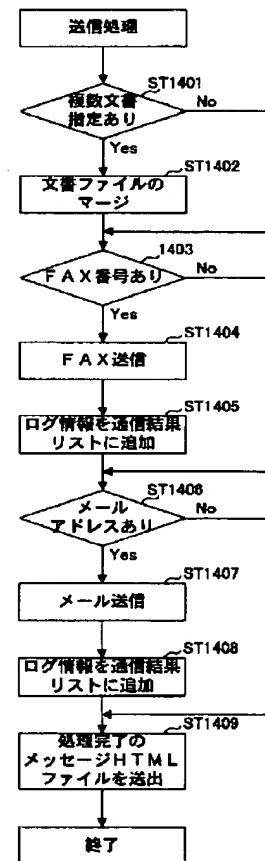 送信処理
ST1401
複数文書
指定あり
No
Yes
ST1402
文書ファイルの
マージ
1403
FAX番号あり
No
Yes
ST1404
FAX送信
ST1405
ログ情報を通信結果
リストに追加
ST1406
メール
アドレスあり
No
Yes
ST1407
メール送信
ST1408
ログ情報を通信結果
リストに追加
ST1409
処理完了の
メッセージHTML
ファイルを送出
終了